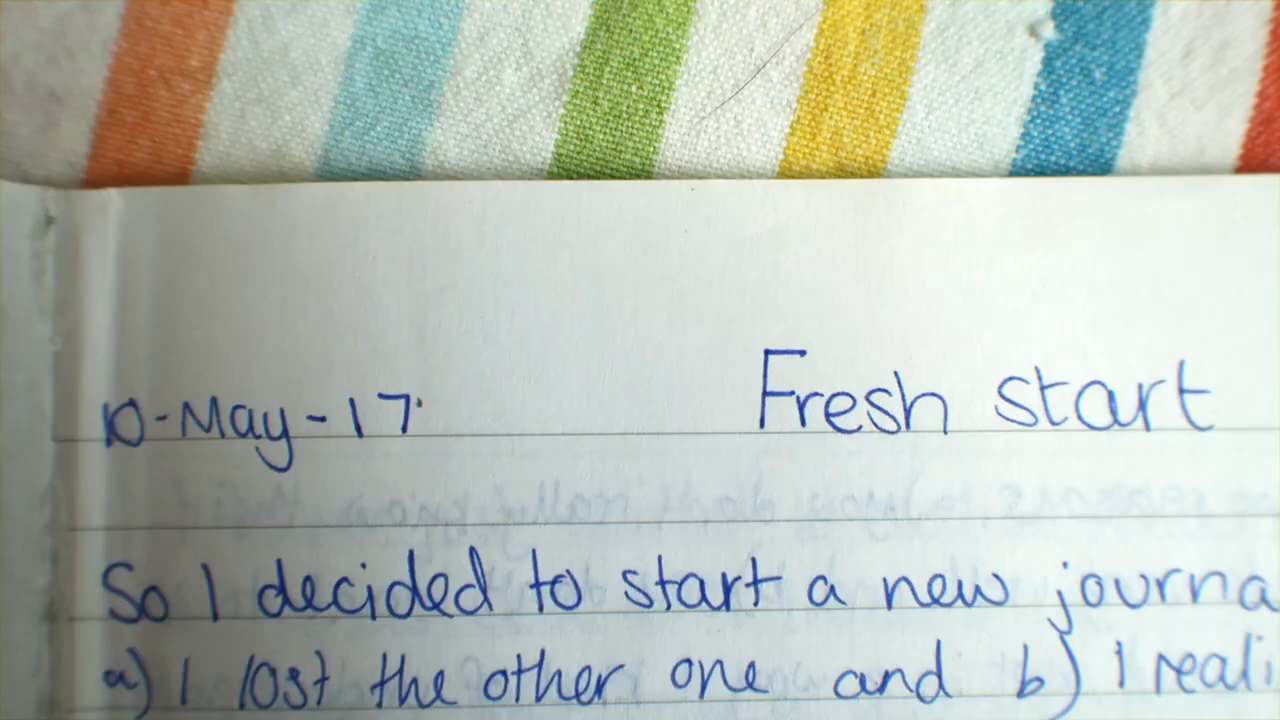 10-May-17 Fresh start
So I decided to start a new journa
a) I lost the other one and b) I reali